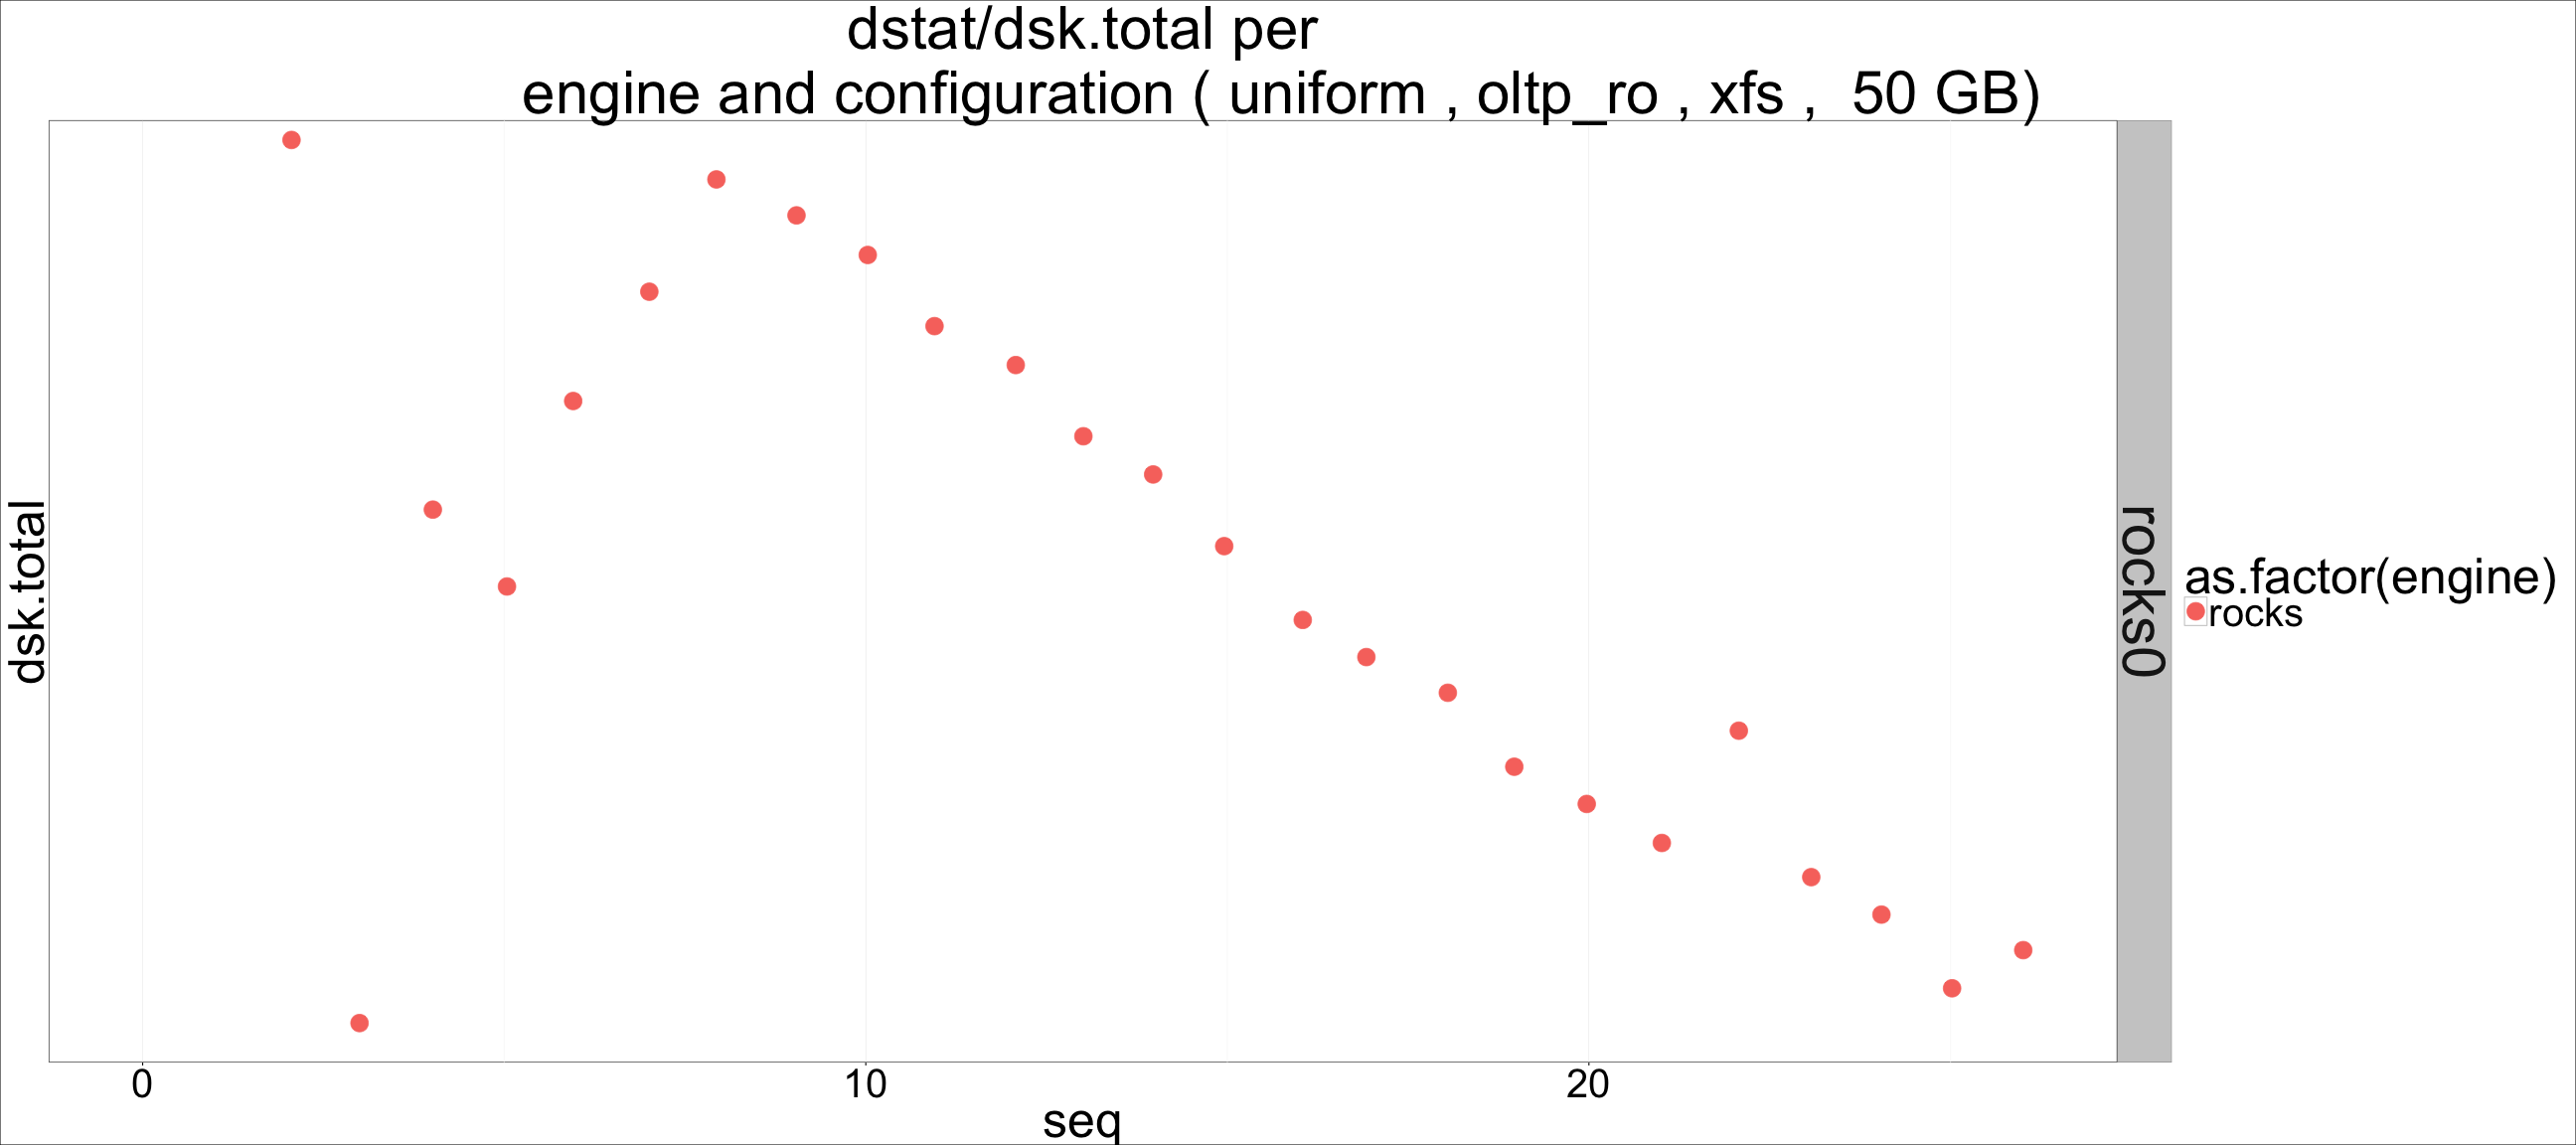 dstat/dsk.total per
engine and configuration ( uniform , oltp_ro , xfs ,  50 GB)
dsk.total
rocks0
as.factor(engine)
rocks
0
10
20
seq